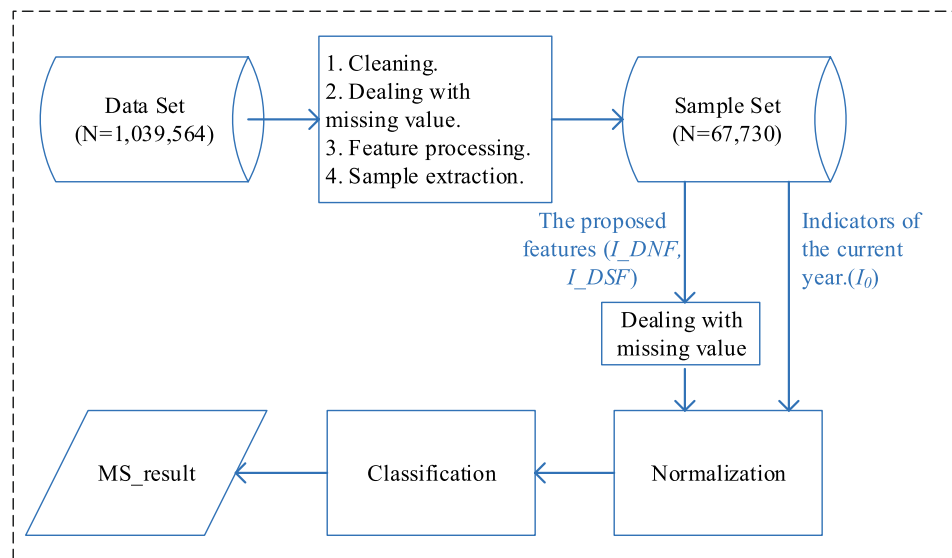 Data Set
(N=1,039,564)
1. Cleaning.
2. Dealing with
missing value.
3. Feature processing.
4. Sample extraction.
Sample Set
(N=67,730)
The proposed
features (I_DNF,
I_DSF)
Indicators of
the current
year.(I₀)
Dealing with
missing value
MS_result
Classification
Normalization